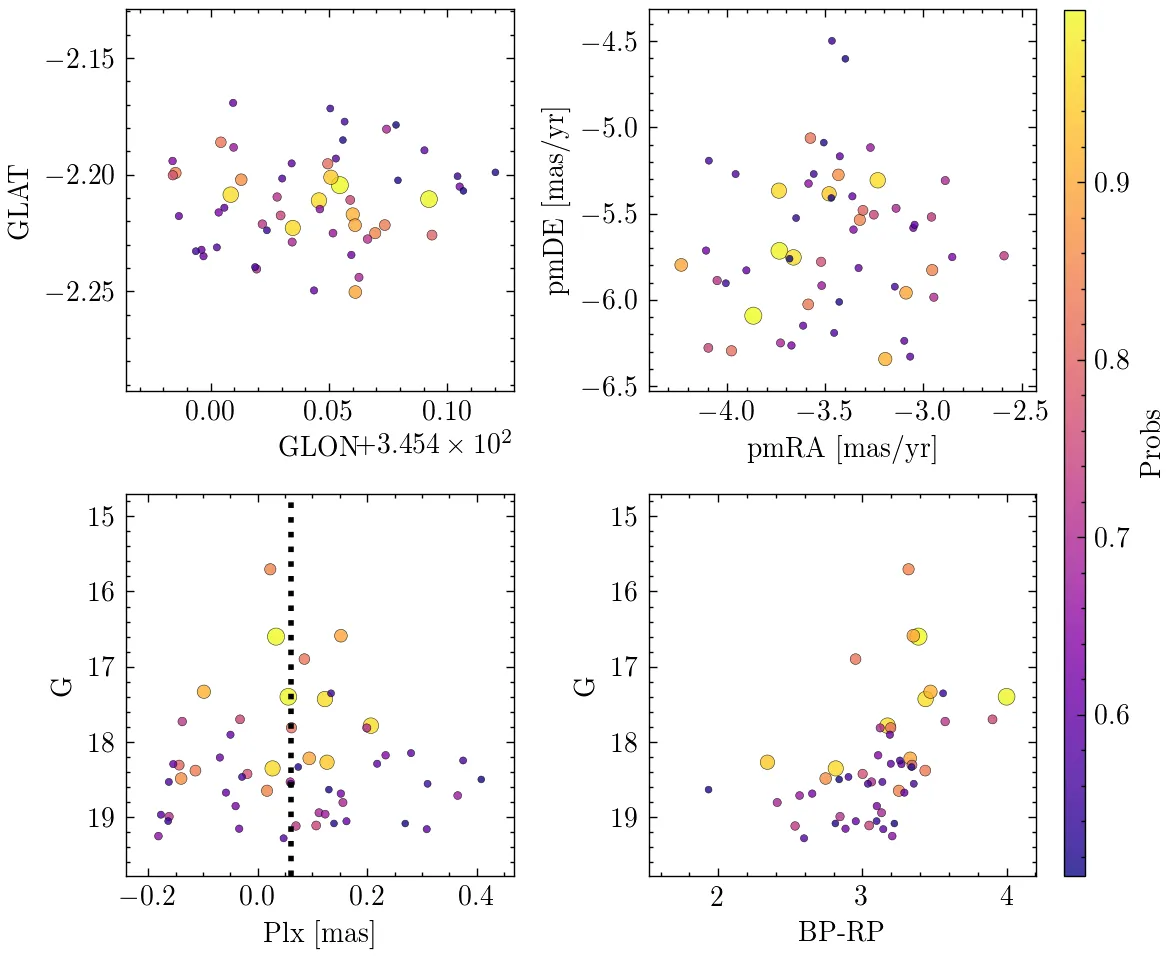 −2.15
−2.20
−2.25
GLAT
0.00 0.05 0.10
GLON+3.454 × 10²
−4.5
−5.0
−5.5
−6.0
−6.5
pmDE [mas/yr]
−4.0 −3.5 −3.0 −2.5
pmRA [mas/yr]
15
16
17
18
19
G
−0.2 0.0 0.2 0.4
Plx [mas]
15
16
17
18
19
G
2 3 4
BP-RP
0.9
0.8
0.7
0.6
Probs